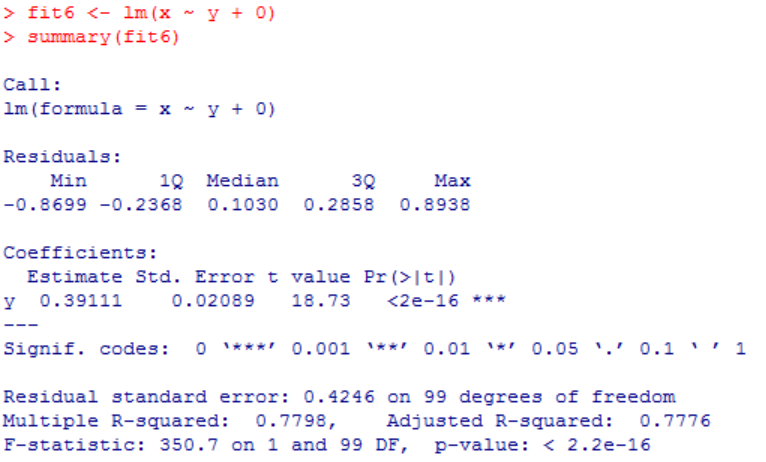 > fit6 <- lm(x ~ y + 0)
> summary(fit6)
Call:
lm(formula = x ~ y + 0)
Residuals:
    Min      1Q  Median      3Q     Max
-0.8699 -0.2368  0.1030  0.2858  0.8938
Coefficients:
  Estimate Std. Error t value Pr(>|t|)
y  0.39111    0.02089   18.73   <2e-16 ***
---
Signif. codes:  0 ‘***’ 0.001 ‘**’ 0.01 ‘*’ 0.05 ‘.’ 0.1 ‘ ’ 1
Residual standard error: 0.4246 on 99 degrees of freedom
Multiple R-squared:  0.7798,    Adjusted R-squared:  0.7776
F-statistic: 350.7 on 1 and 99 DF,  p-value: < 2.2e-16